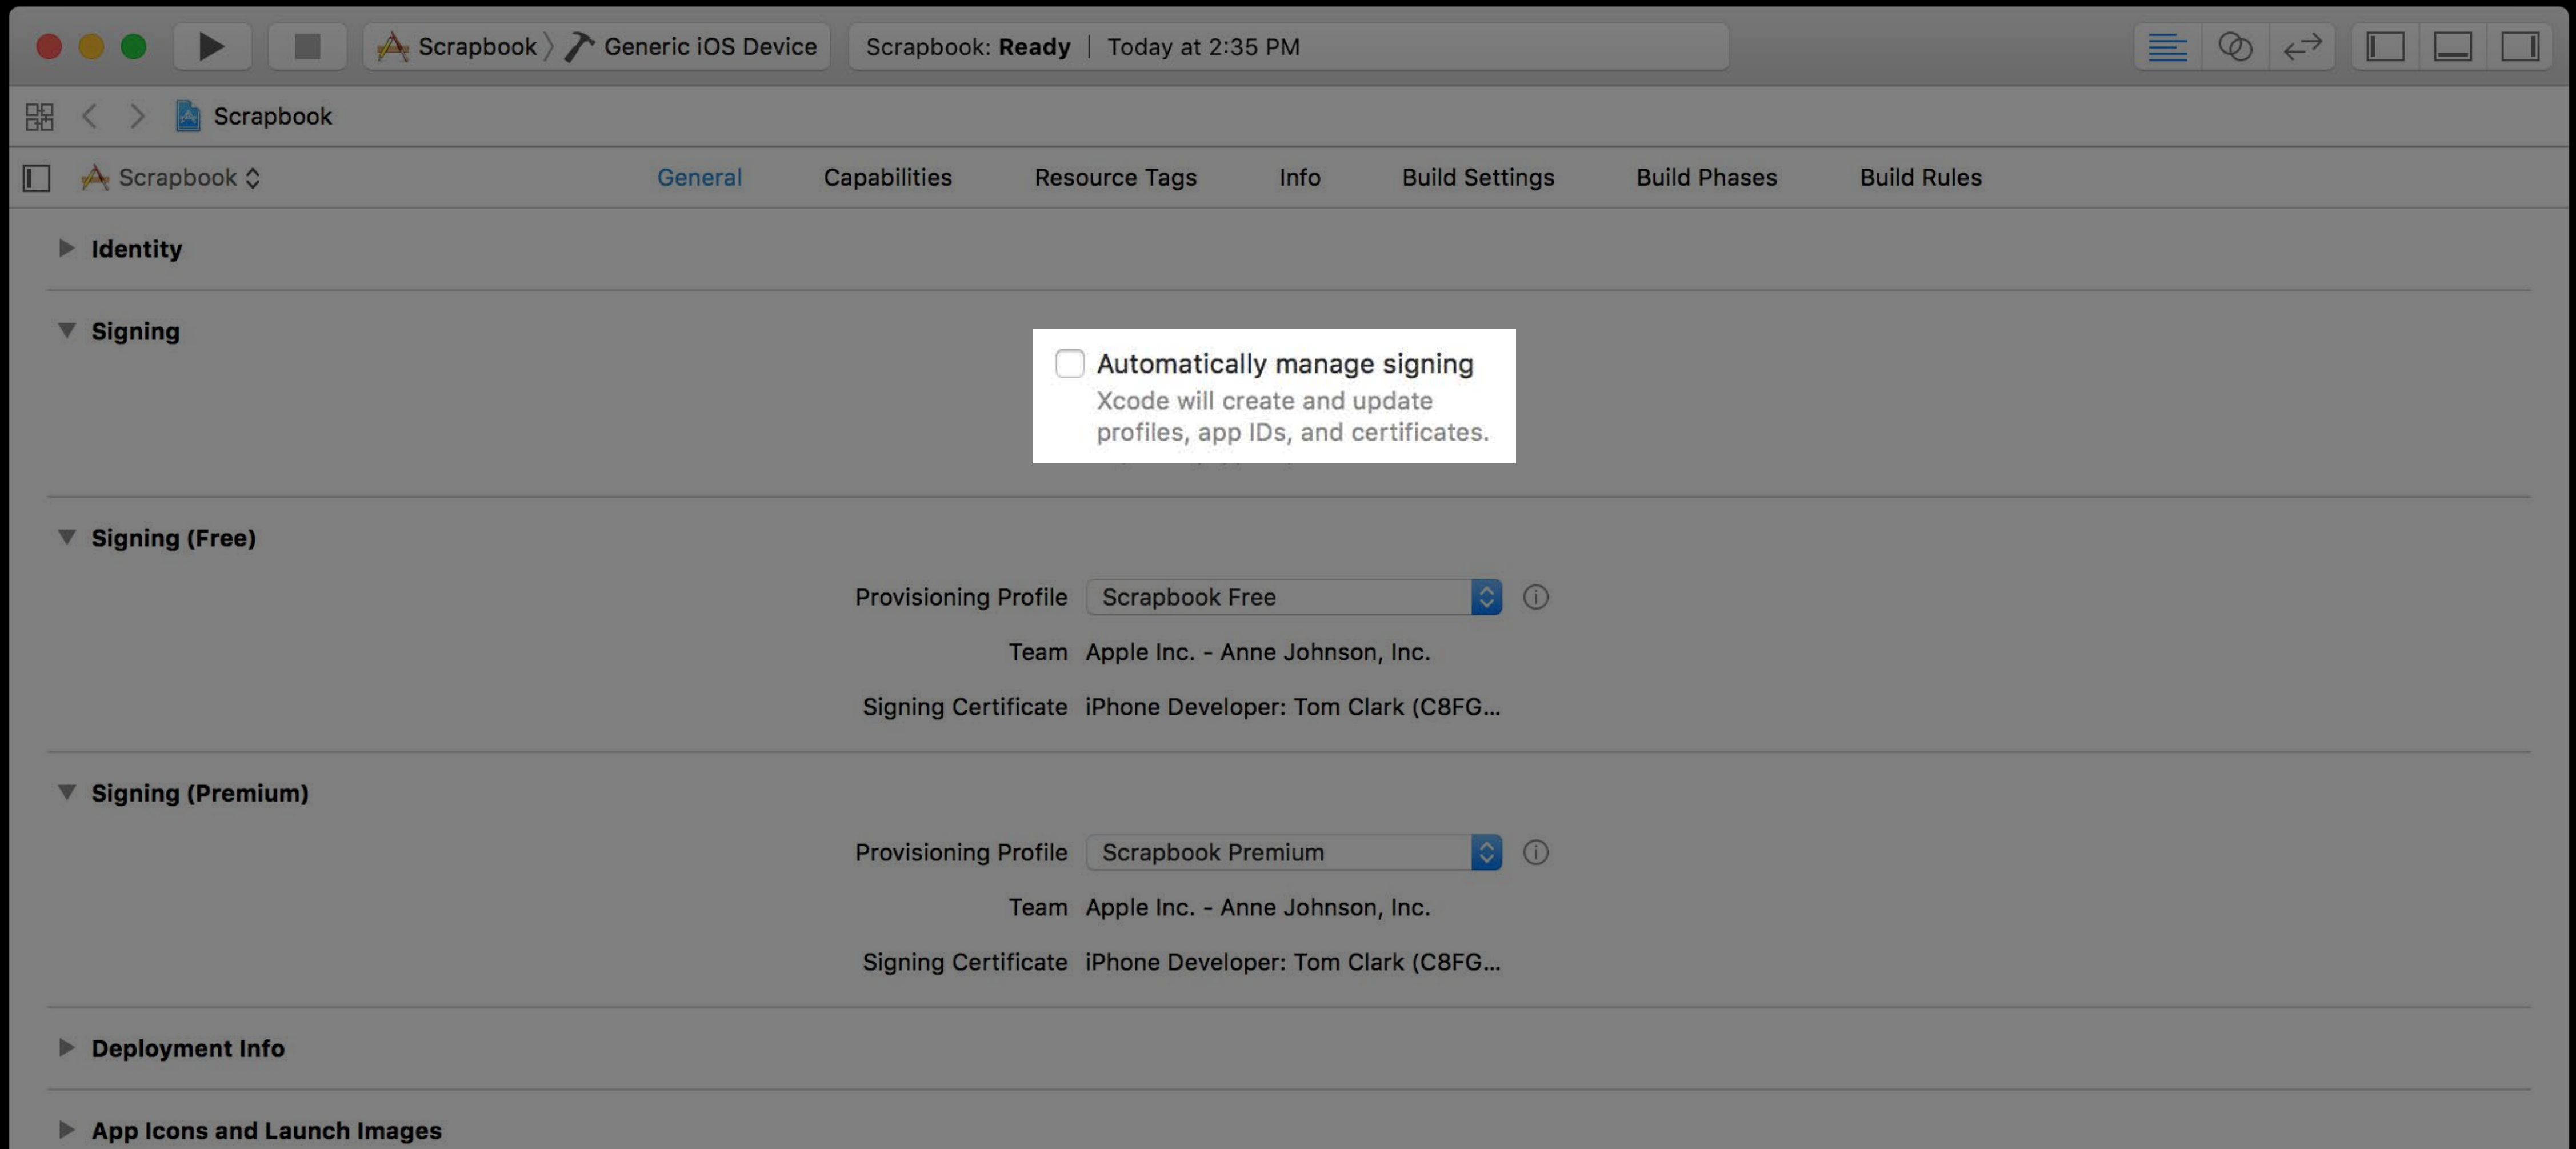 Scrapbook Generic iOS Device Scrapbook: Ready | Today at 2:35 PM
Scrapbook
Scrapbook General Capabilities Resource Tags Info Build Settings Build Phases Build Rules
Identity
Signing
Automatically manage signing
Xcode will create and update
profiles, app IDs, and certificates.
Signing (Free)
Provisioning Profile Scrapbook Free
Team Apple Inc. - Anne Johnson, Inc.
Signing Certificate iPhone Developer: Tom Clark (C8FG...
Signing (Premium)
Provisioning Profile Scrapbook Premium
Team Apple Inc. - Anne Johnson, Inc.
Signing Certificate iPhone Developer: Tom Clark (C8FG...
Deployment Info
App Icons and Launch Images